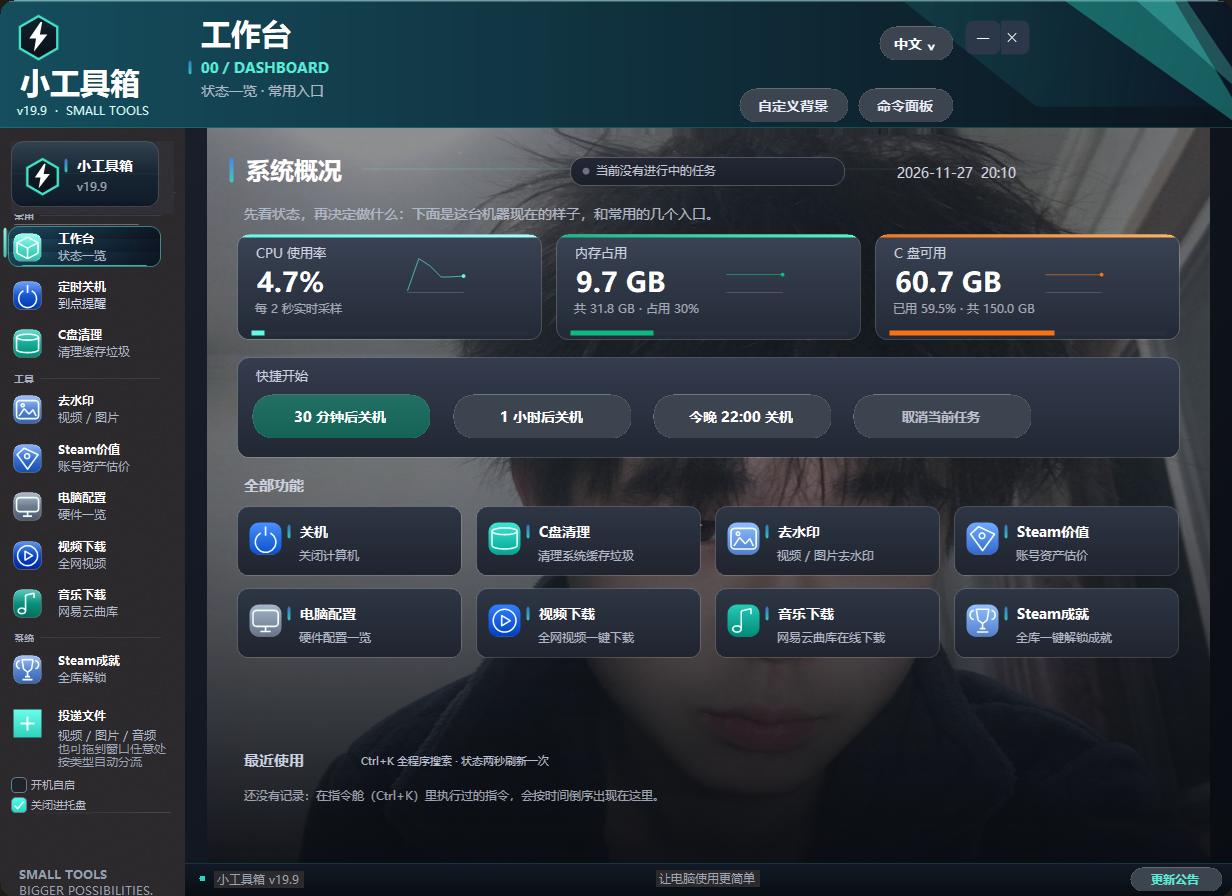 小工具箱
v19.9 · SMALL TOOLS
工作台
00 / DASHBOARD
状态一览 · 常用入口
中文
自定义背景
命令面板
小工具箱
v19.9
常用
工作台
状态一览
定时关机
到点提醒
C盘清理
清理缓存垃圾
工具
去水印
视频 / 图片
Steam价值
账号资产估价
电脑配置
硬件一览
视频下载
全网视频
音乐下载
网易云曲库
系统
Steam成就
全库解锁
投递文件
视频 / 图片 / 音频
也可拖到窗口任意处
按类型自动分流
开机自启
关闭进托盘
SMALL TOOLS
BIGGER POSSIBILITIES.
系统概况
当前没有进行中的任务
2026-11-27 20:10
先看状态，再决定做什么：下面是这台机器现在的样子，和常用的几个入口。
CPU 使用率
4.7%
每 2 秒实时采样
内存占用
9.7 GB
共 31.8 GB · 占用 30%
C 盘可用
60.7 GB
已用 59.5% · 共 150.0 GB
快捷开始
30 分钟后关机
1 小时后关机
今晚 22:00 关机
取消当前任务
全部功能
关机
关闭计算机
C盘清理
清理系统缓存垃圾
去水印
视频 / 图片去水印
Steam价值
账号资产估价
电脑配置
硬件配置一览
视频下载
全网视频一键下载
音乐下载
网易云曲库在线下载
Steam成就
全库一键解锁成就
最近使用
Ctrl+K 全程序搜索 · 状态两秒刷新一次
还没有记录：在指令舱（Ctrl+K）里执行过的指令，会按时间倒序出现在这里。
小工具箱 v19.9
让电脑使用更简单
更新公告